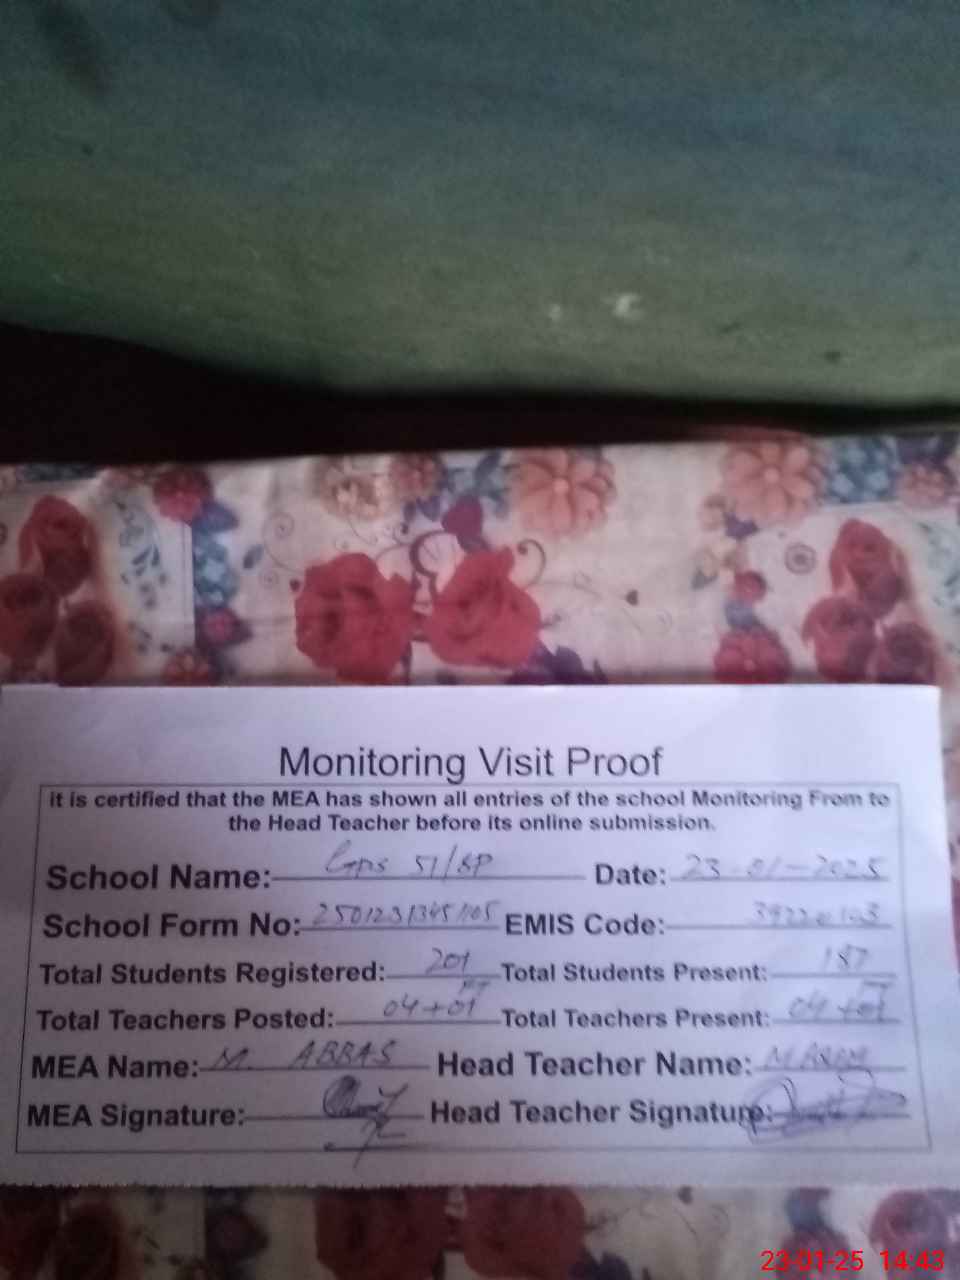 Monitoring Visit Proof
it is certified that the MEA has shown all entries of the school Monitoring From to
the Head Teacher before its online submission.
School Name: Gps 51/SP Date: 23-01-2025
School Form No: EMIS Code:
Total Students Registered: 201 Total Students Present: 187
Total Teachers Posted: 04+01 Total Teachers Present: 04+01
MEA Name: M. ABBAS Head Teacher Name:
MEA Signature: Head Teacher Signature:
23-01-25 14:43